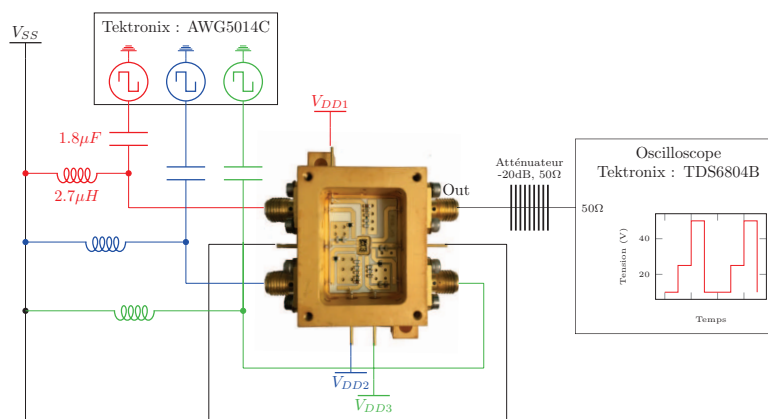 V_SS
Tektronix : AWG5014C
1.8μF
2.7μH
V_DD1
Out
Atténuateur
-20dB, 50Ω
Oscilloscope
Tektronix : TDS6804B
50Ω
Tension (V)
40
20
Temps
V_DD2
V_DD3